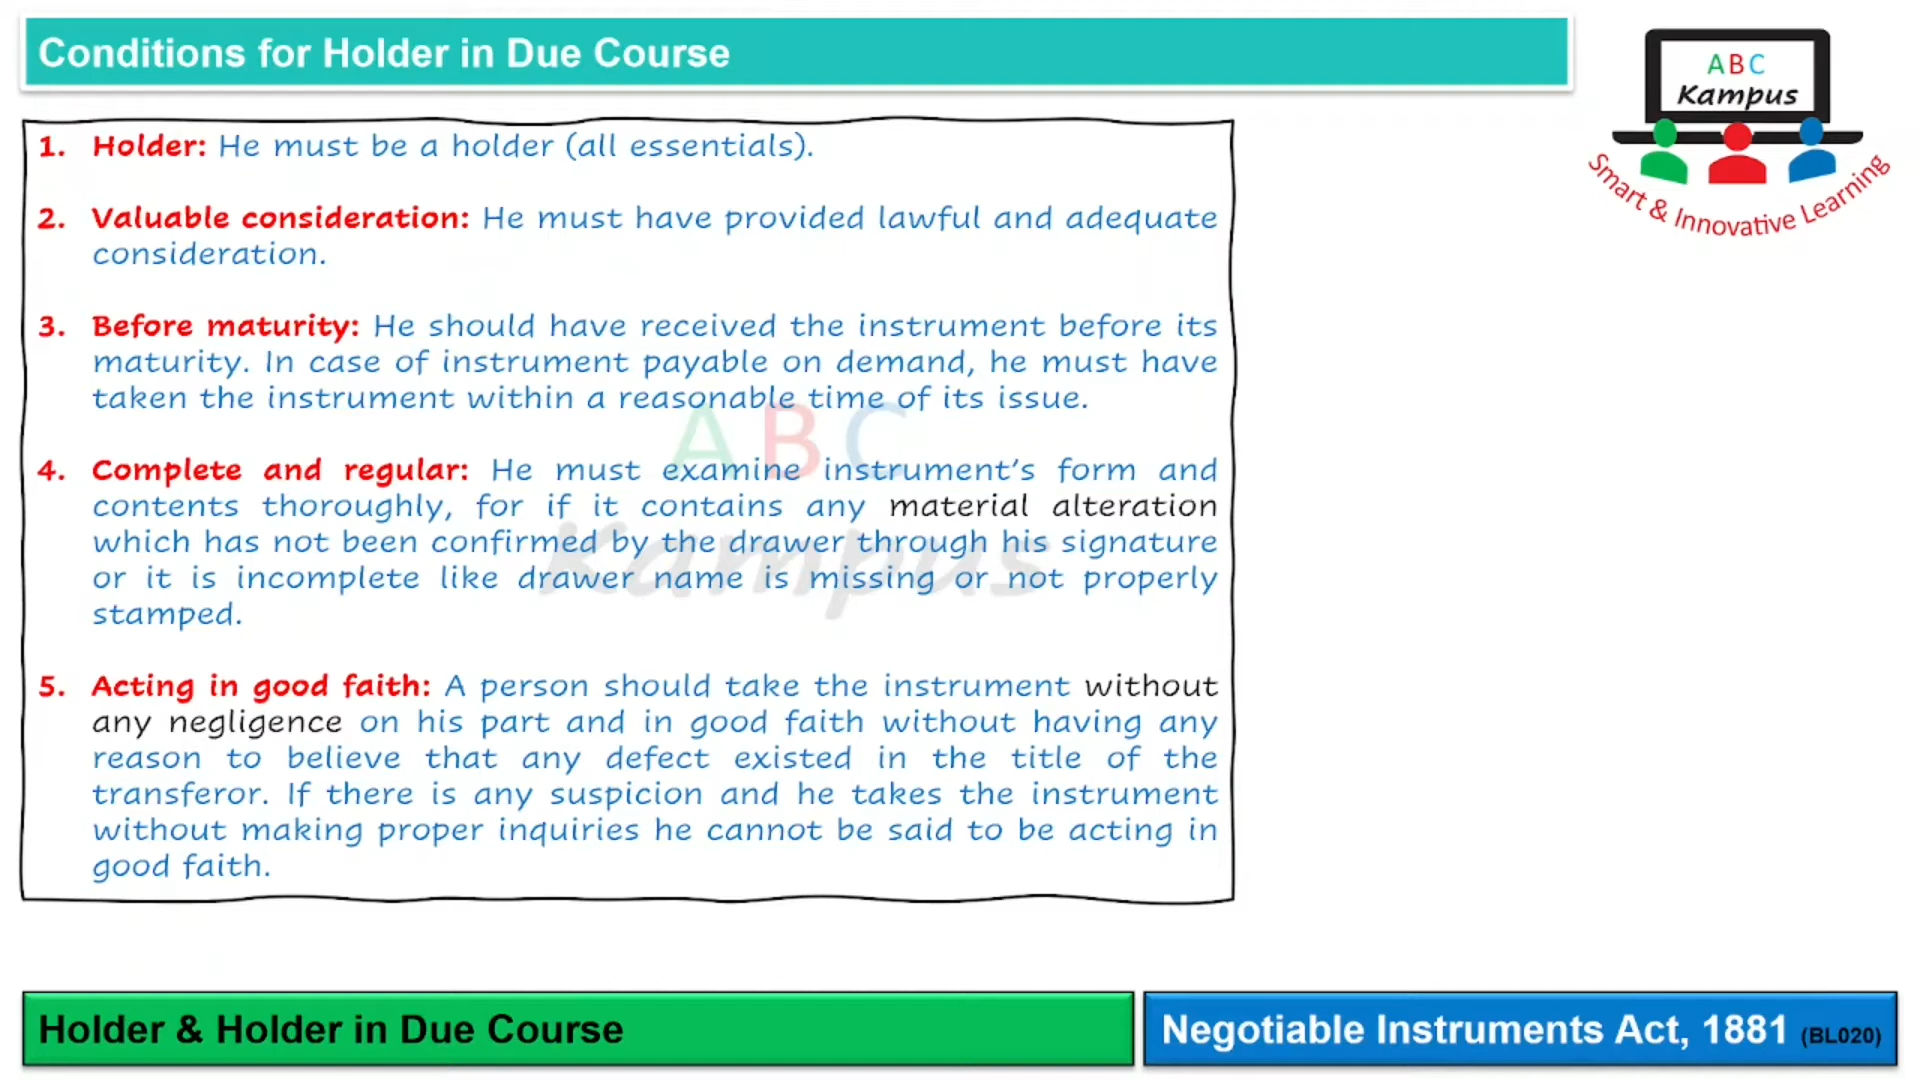 Conditions for Holder in Due Course
A B C
Kampus
Smart & Innovative Learning
1. Holder: He must be a holder (all essentials).
2. Valuable consideration: He must have provided lawful and adequate
consideration.
3. Before maturity: He should have received the instrument before its
maturity. In case of instrument payable on demand, he must have
taken the instrument within a reasonable time of its issue.
4. Complete and regular: He must examine instrument's form and
contents thoroughly, for if it contains any material alteration
which has not been confirmed by the drawer through his signature
or it is incomplete like drawer name is missing or not properly
stamped.
5. Acting in good faith: A person should take the instrument without
any negligence on his part and in good faith without having any
reason to believe that any defect existed in the title of the
transferor. If there is any suspicion and he takes the instrument
without making proper inquiries he cannot be said to be acting in
good faith.
ABC
Kampus
Holder & Holder in Due Course
Negotiable Instruments Act, 1881 (BL020)